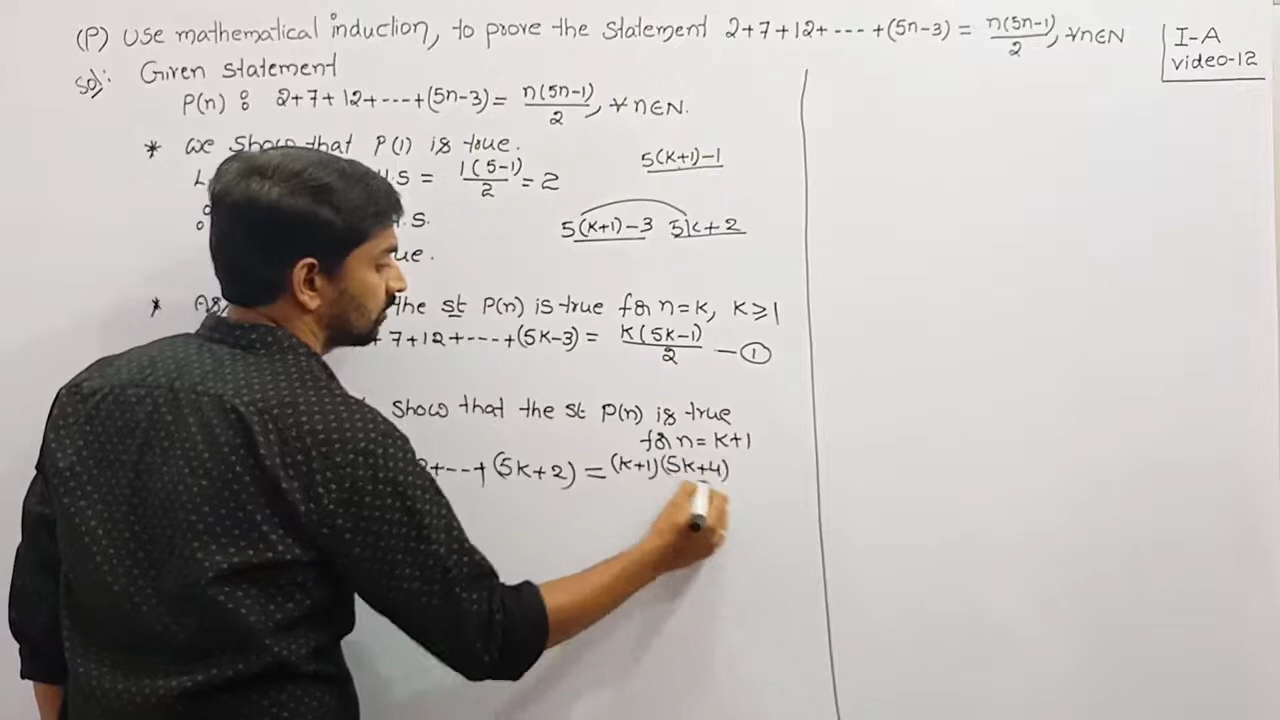 (P) Use mathematical induction, to prove the statement 2+7+12+----+(5n-3) = n(5n-1)/2, ∀n∈N
I-A
video-12
Sol: Given statement
P(n) : 2+7+12+----+(5n-3) = n(5n-1)/2, ∀ n∈N.
* We show that P(1) is true.
5(k+1)-1
L .S = 1(5-1)/2 = 2
.S.
5(k+1)-3 5k+2
ue.
* the st P(n) is true for n=k, k≥1
7+12+----+(5k-3) = k(5k-1)/2 — ①
show that the st P(n) is true
for n=k+1
+--+(5k+2) = (k+1)(5k+4)